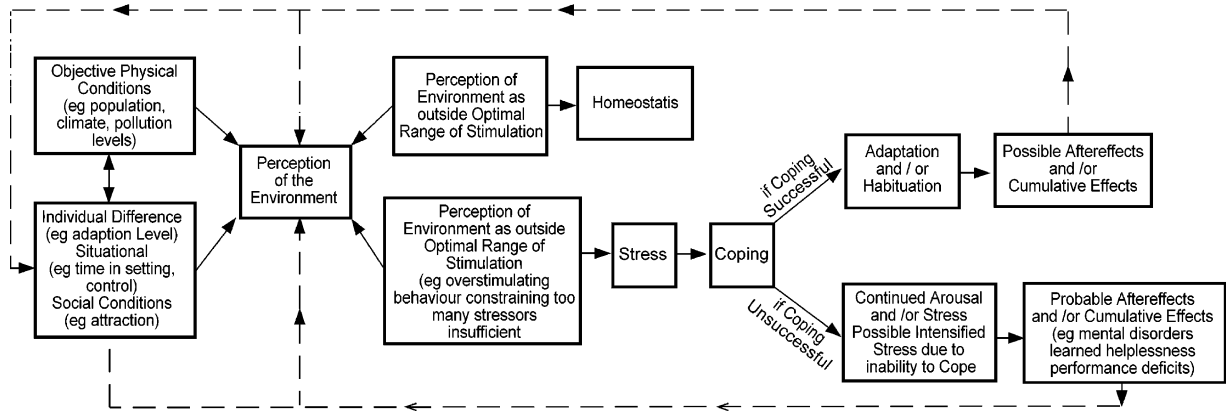 Objective Physical
Conditions
(eg population,
climate, pollution
levels)
Individual Difference
(eg adaption Level)
Situational
(eg time in setting,
control)
Social Conditions
(eg attraction)
Perception
of the
Environment
Perception of
Environment as
outside Optimal
Range of Stimulation
Homeostatis
Perception of
Environment as outside
Optimal Range of
Stimulation
(eg overstimulating
behaviour constraining too
many stressors
insufficient
Stress
Coping
if Coping
Successful
Adaptation
and / or
Habituation
Possible Aftereffects
and /or
Cumulative Effects
if Coping
Unsuccessful
Continued Arousal
and /or Stress
Possible Intensified
Stress due to
inability to Cope
Probable Aftereffects
and /or Cumulative Effects
(eg mental disorders
learned helplessness
performance deficits)